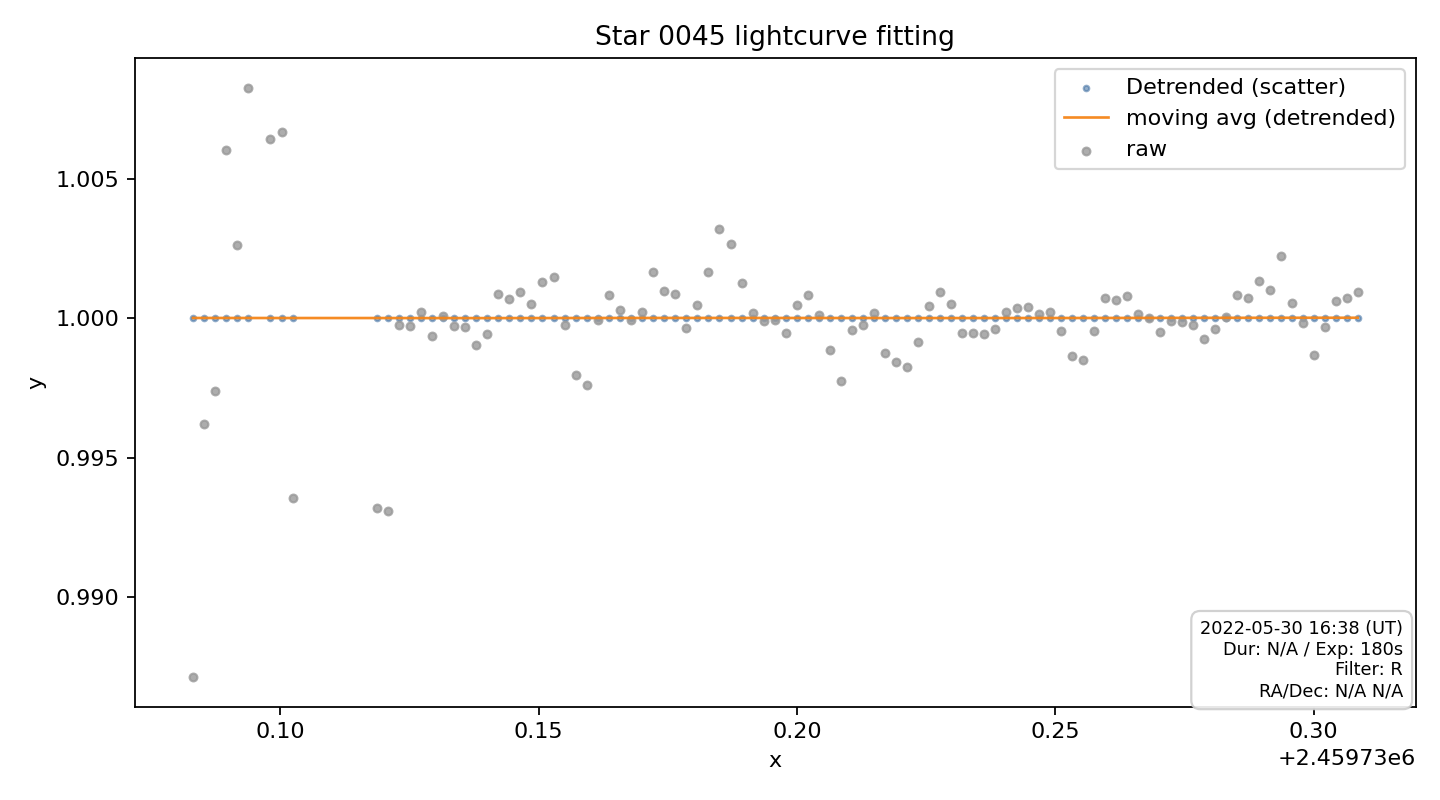 Star 0045 lightcurve fitting
Detrended (scatter)
moving avg (detrended)
raw
1.005
1.000
0.995
0.990
y
2022-05-30 16:38 (UT)
Dur: N/A / Exp: 180s
Filter: R
RA/Dec: N/A N/A
0.10 0.15 0.20 0.25 0.30
x
+2.45973e6